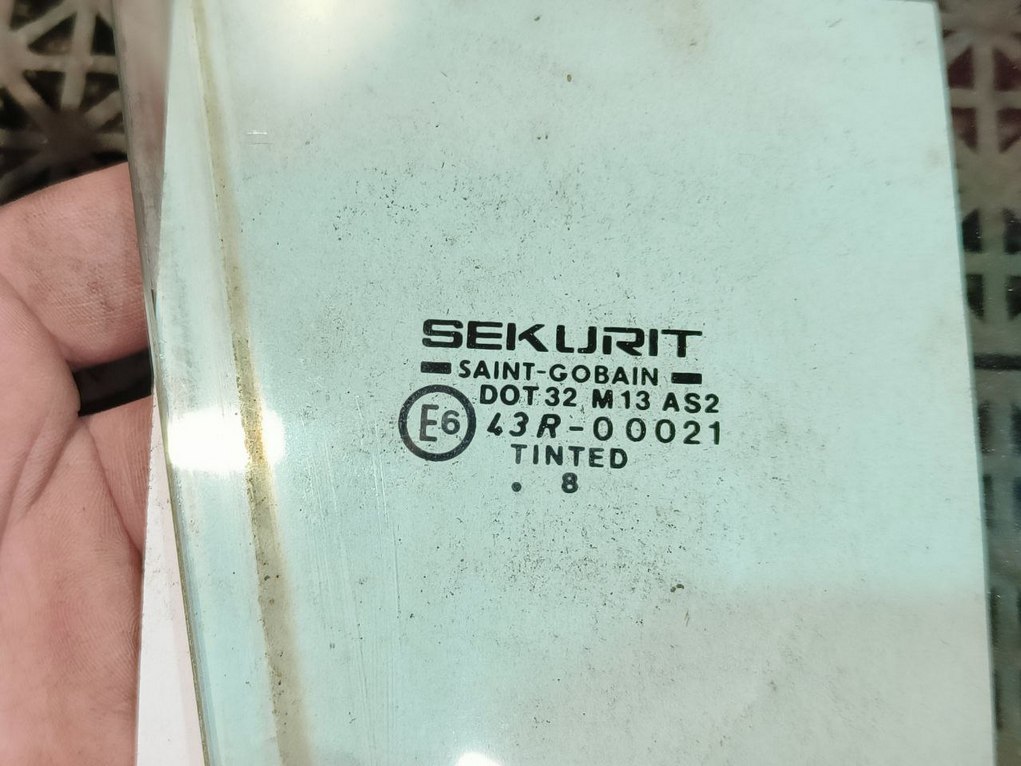 SEKURIT
SAINT-GOBAIN
DOT 32 M13 AS2
E6 43R-00021
TINTED
. 8